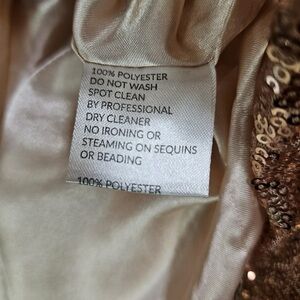 100% POLYESTER
DO NOT WASH
SPOT CLEAN
BY PROFESSIONAL
DRY CLEANER
NO IRONING OR
STEAMING ON SEQUINS
OR BEADING
100% POLYESTER